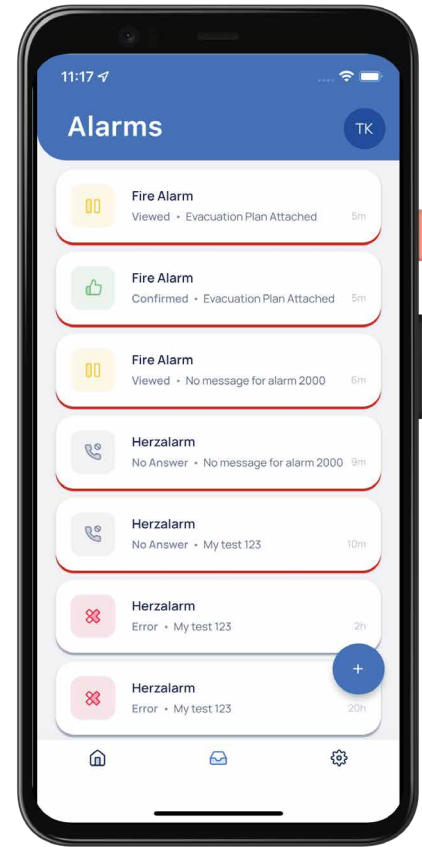 11:17
Alarms
TK
Fire Alarm
Viewed • Evacuation Plan Attached 5m
Fire Alarm
Confirmed • Evacuation Plan Attached 5m
Fire Alarm
Viewed • No message for alarm 2000 6m
Herzalarm
No Answer • No message for alarm 2000 9m
Herzalarm
No Answer • My test 123 10m
Herzalarm
Error • My test 123 2h
+
Herzalarm
Error • My test 123 20h